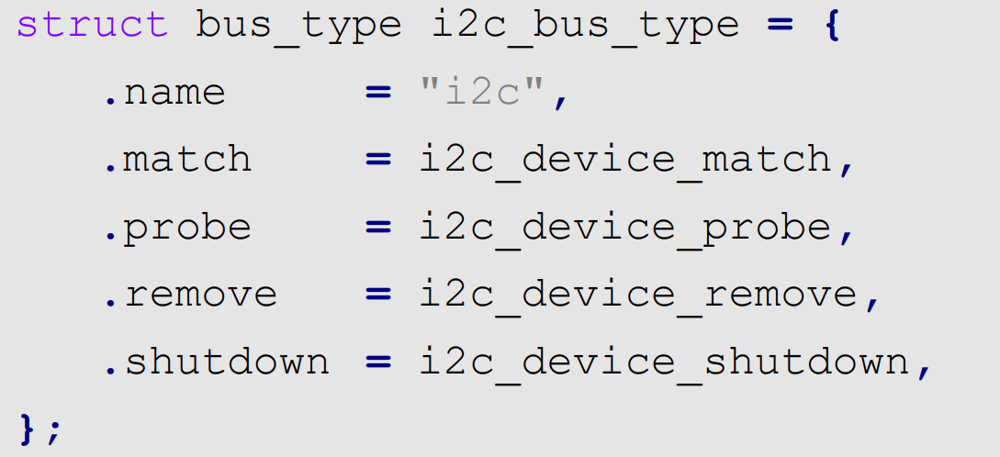 struct bus_type i2c_bus_type = {
    .name      = "i2c",
    .match     = i2c_device_match,
    .probe     = i2c_device_probe,
    .remove    = i2c_device_remove,
    .shutdown  = i2c_device_shutdown,
};